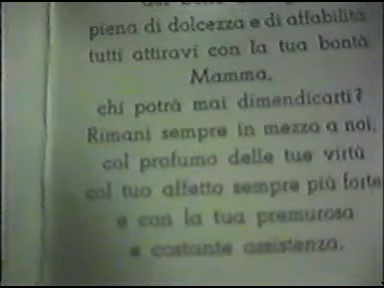 piena di dolcezza e di affabilità
tutti attiravi con la tua bontà
Mamma,
chi potrà mai dimendicarti?
Rimani sempre in mezzo a noi,
col profumo delle tue virtù
col tuo affetto sempre più forte
e con la tua premurosa
e costante assistenza.